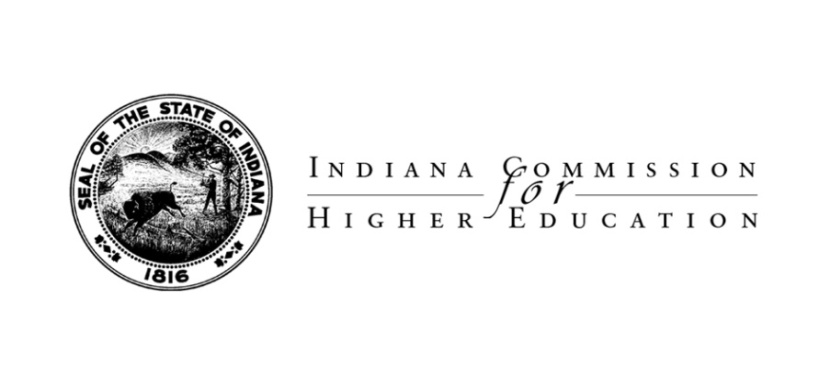 SEAL OF THE STATE OF INDIANA
1816
INDIANA COMMISSION
for
HIGHER EDUCATION